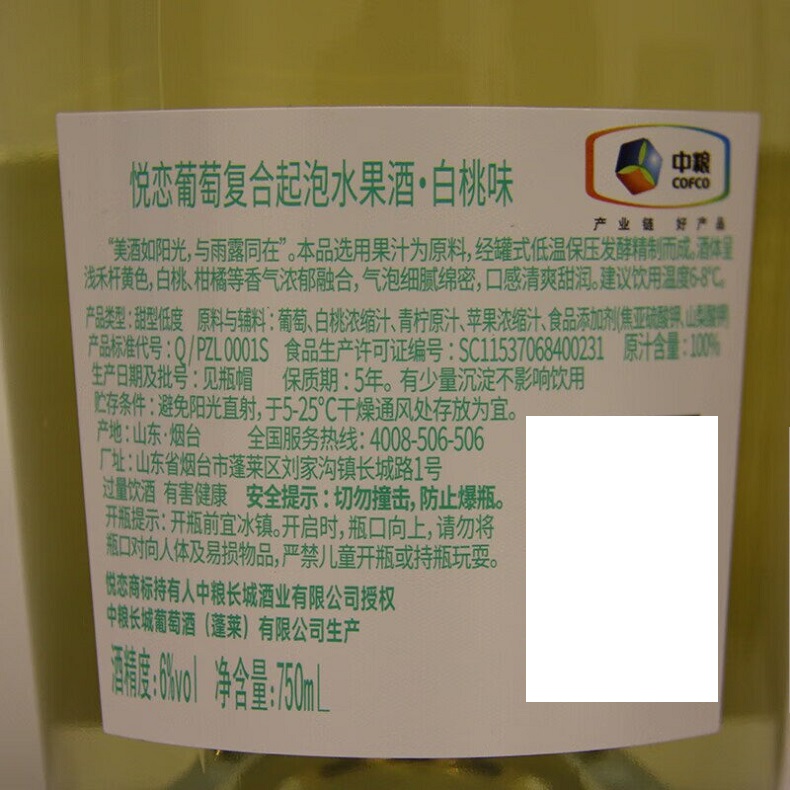 悦恋葡萄复合起泡水果酒·白桃味
中粮
COFCO
产业链 好产品
“美酒如阳光,与雨露同在”。本品选用果汁为原料,经罐式低温保压发酵精制而成。酒体呈
浅禾杆黄色,白桃、柑橘等香气浓郁融合,气泡细腻绵密,口感清爽甜润。建议饮用温度6-8℃。
产品类型:甜型低度 原料与辅料:葡萄、白桃浓缩汁、青柠原汁、苹果浓缩汁、食品添加剂(焦亚硫酸钾、山梨酸钾)
产品标准代号:Q/PZL 0001S 食品生产许可证编号:SC11537068400231 原汁含量:100%
生产日期及批号:见瓶帽 保质期:5年。有少量沉淀不影响饮用
贮存条件:避免阳光直射,于5-25℃干燥通风处存放为宜。
产地:山东·烟台 全国服务热线:4008-506-506
厂址:山东省烟台市蓬莱区刘家沟镇长城路1号
过量饮酒 有害健康 安全提示:切勿撞击,防止爆瓶。
开瓶提示:开瓶前宜冰镇。开启时,瓶口向上,请勿将
瓶口对向人体及易损物品,严禁儿童开瓶或持瓶玩耍。
悦恋商标持有人中粮长城酒业有限公司授权
中粮长城葡萄酒(蓬莱)有限公司生产
酒精度:6%vol 净含量:750mL